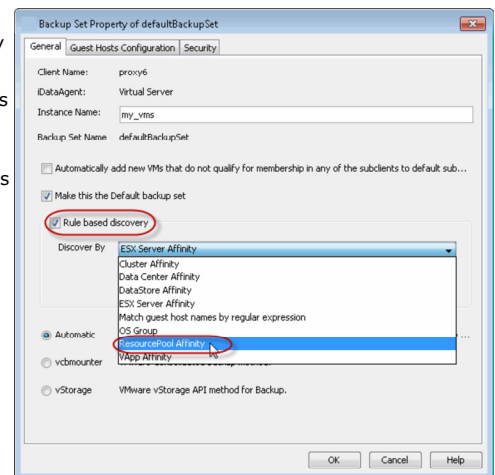 Backup Set Property of defaultBackupSet
General Guest Hosts Configuration Security
Client Name: proxy6
iDataAgent: Virtual Server
Instance Name: my_vms
Backup Set Name defaultBackupSet
Automatically add new VMs that do not qualify for membership in any of the subclients to default sub...
Make this the Default backup set
Rule based discovery
Discover By ESX Server Affinity
Cluster Affinity
Data Center Affinity
DataStore Affinity
ESX Server Affinity
Match guest host names by regular expression
OS Group
ResourcePool Affinity
VApp Affinity
Automatic
vcbmounter
vStorage VMware vStorage API method for Backup.
OK Cancel Help